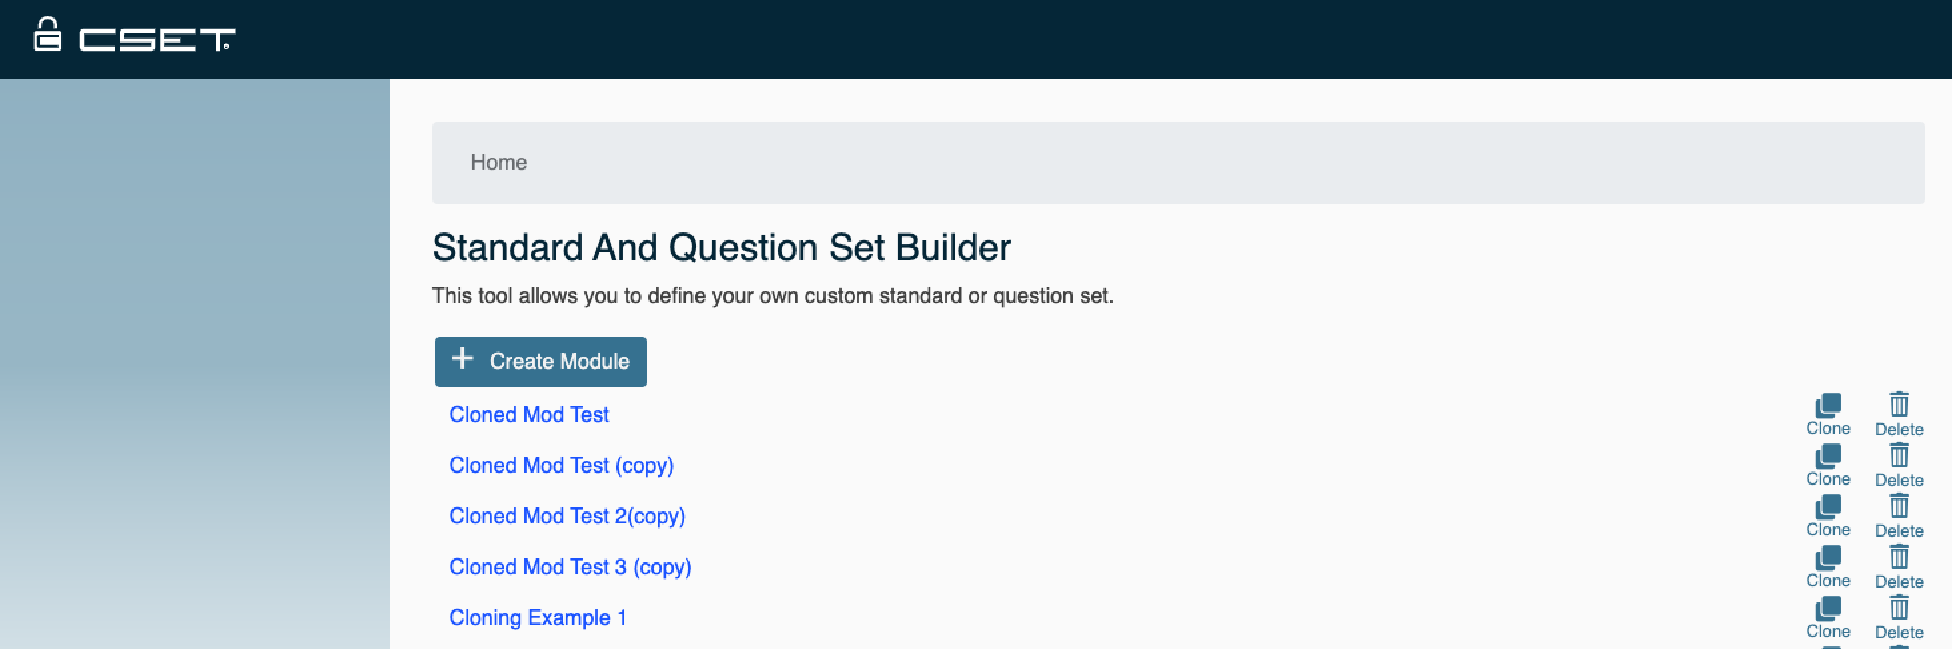 CSET
Home
Standard And Question Set Builder
This tool allows you to define your own custom standard or question set.
+ Create Module
Cloned Mod Test Clone Delete
Cloned Mod Test (copy) Clone Delete
Cloned Mod Test 2(copy) Clone Delete
Cloned Mod Test 3 (copy) Clone Delete
Cloning Example 1 Clone Delete